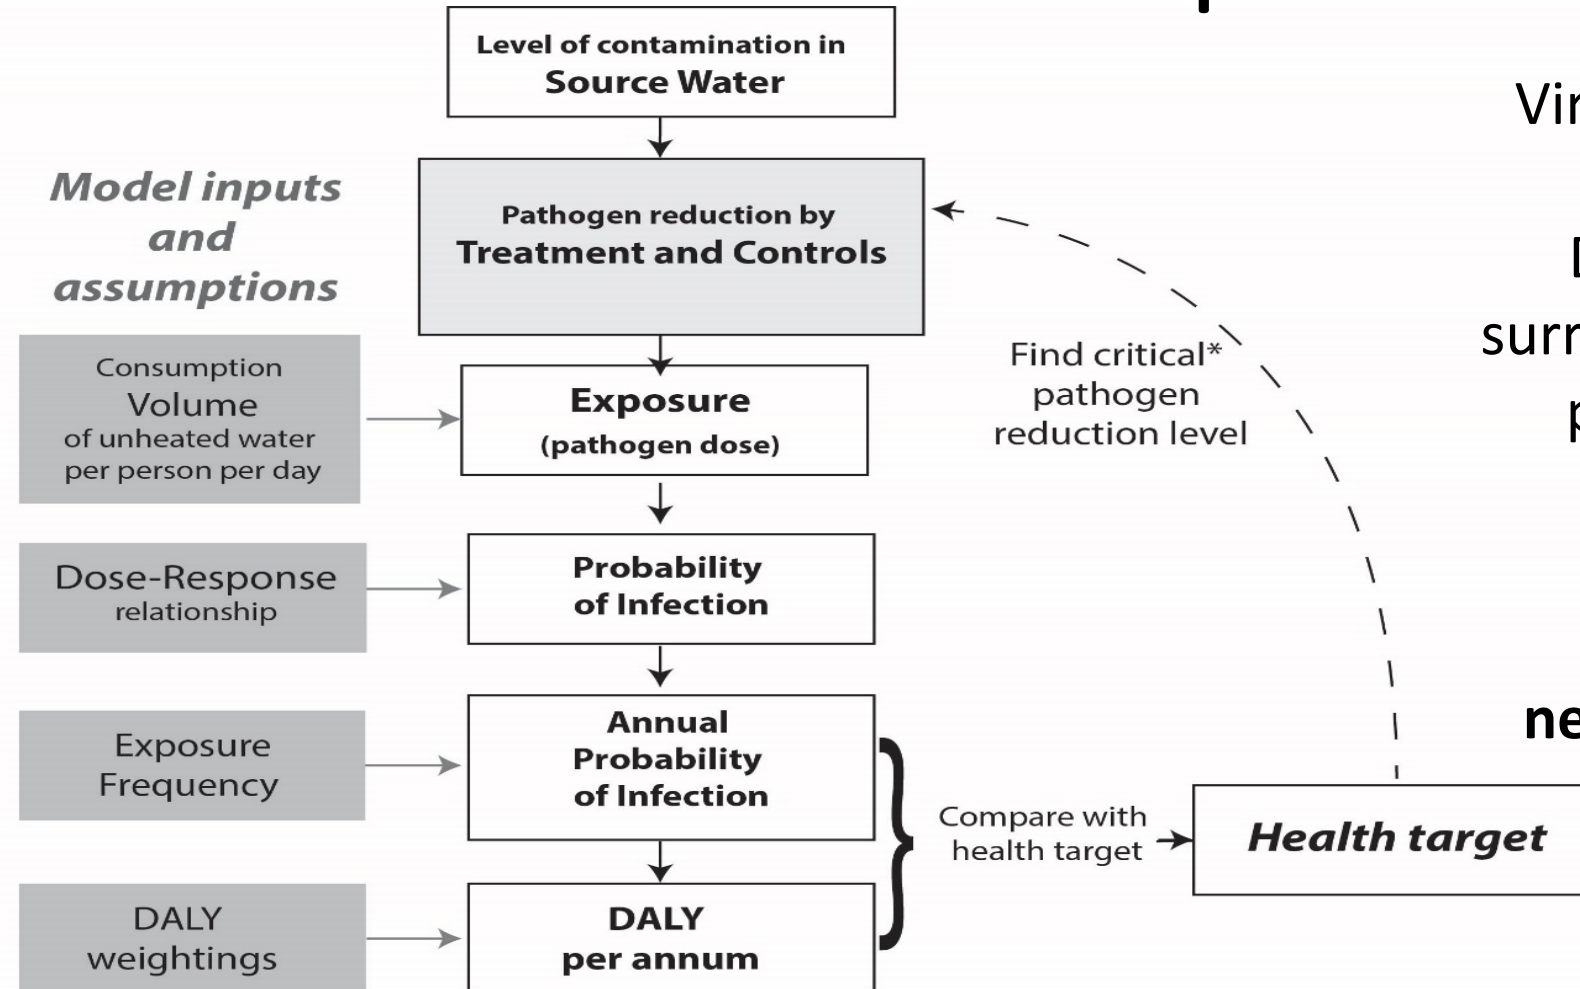 Level of contamination in
Source Water
Model inputs
and
assumptions
Pathogen reduction by
Treatment and Controls
Consumption
Volume
of unheated water
per person per day
Exposure
(pathogen dose)
Find critical*
pathogen
reduction level
Dose-Response
relationship
Probability
of Infection
Exposure
Frequency
Annual
Probability
of Infection
Compare with
health target
Health target
DALY
weightings
DALY
per annum